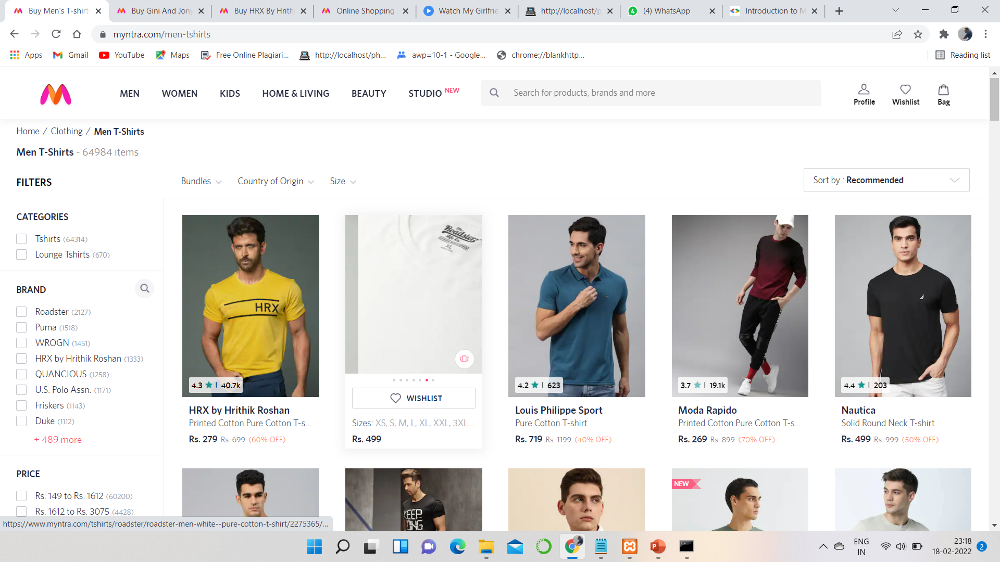 Buy Men's T-shirt
Buy Gini And Jony
Buy HRX By Hrith
Online Shopping
Watch My Girlfrie
http://localhost/p
(4) WhatsApp
Introduction to M
myntra.com/men-tshirts
Apps
Gmail
YouTube
Maps
Free Online Plagiari...
http://localhost/ph...
awp=10-1 - Google...
chrome://blankhttp...
Reading list
MEN
WOMEN
KIDS
HOME & LIVING
BEAUTY
STUDIO NEW
Search for products, brands and more
Profile
Wishlist
Bag
Home / Clothing / Men T-Shirts
Men T-Shirts - 64984 items
FILTERS
Bundles
Country of Origin
Size
Sort by : Recommended
CATEGORIES
Tshirts (64314)
Lounge Tshirts (670)
BRAND
Roadster (2127)
Puma (1518)
WROGN (1451)
HRX by Hrithik Roshan (1333)
QUANCIOUS (1258)
U.S. Polo Assn. (1171)
Friskers (1143)
Duke (1112)
+ 489 more
PRICE
Rs. 149 to Rs. 1612 (60200)
Rs. 1612 to Rs. 3075 (4428)
HRX
4.3 | 40.7k
HRX by Hrithik Roshan
Printed Cotton Pure Cotton T-s...
Rs. 279 Rs. 699 (60% OFF)
The
Roadster
Life Co.
XL
WISHLIST
Sizes: XS, S, M, L, XL, XXL, 3XL...
Rs. 499
4.2 | 623
Louis Philippe Sport
Pure Cotton T-shirt
Rs. 719 Rs. 1199 (40% OFF)
3.7 | 19.1k
Moda Rapido
Printed Cotton Pure Cotton T-s...
Rs. 269 Rs. 899 (70% OFF)
4.4 | 203
Nautica
Solid Round Neck T-shirt
Rs. 499 Rs. 999 (50% OFF)
KEEP
NEW
https://www.myntra.com/tshirts/roadster/roadster-men-white--pure-cotton-t-shirt/2275365/...
ENG
IN
23:18
18-02-2022
2